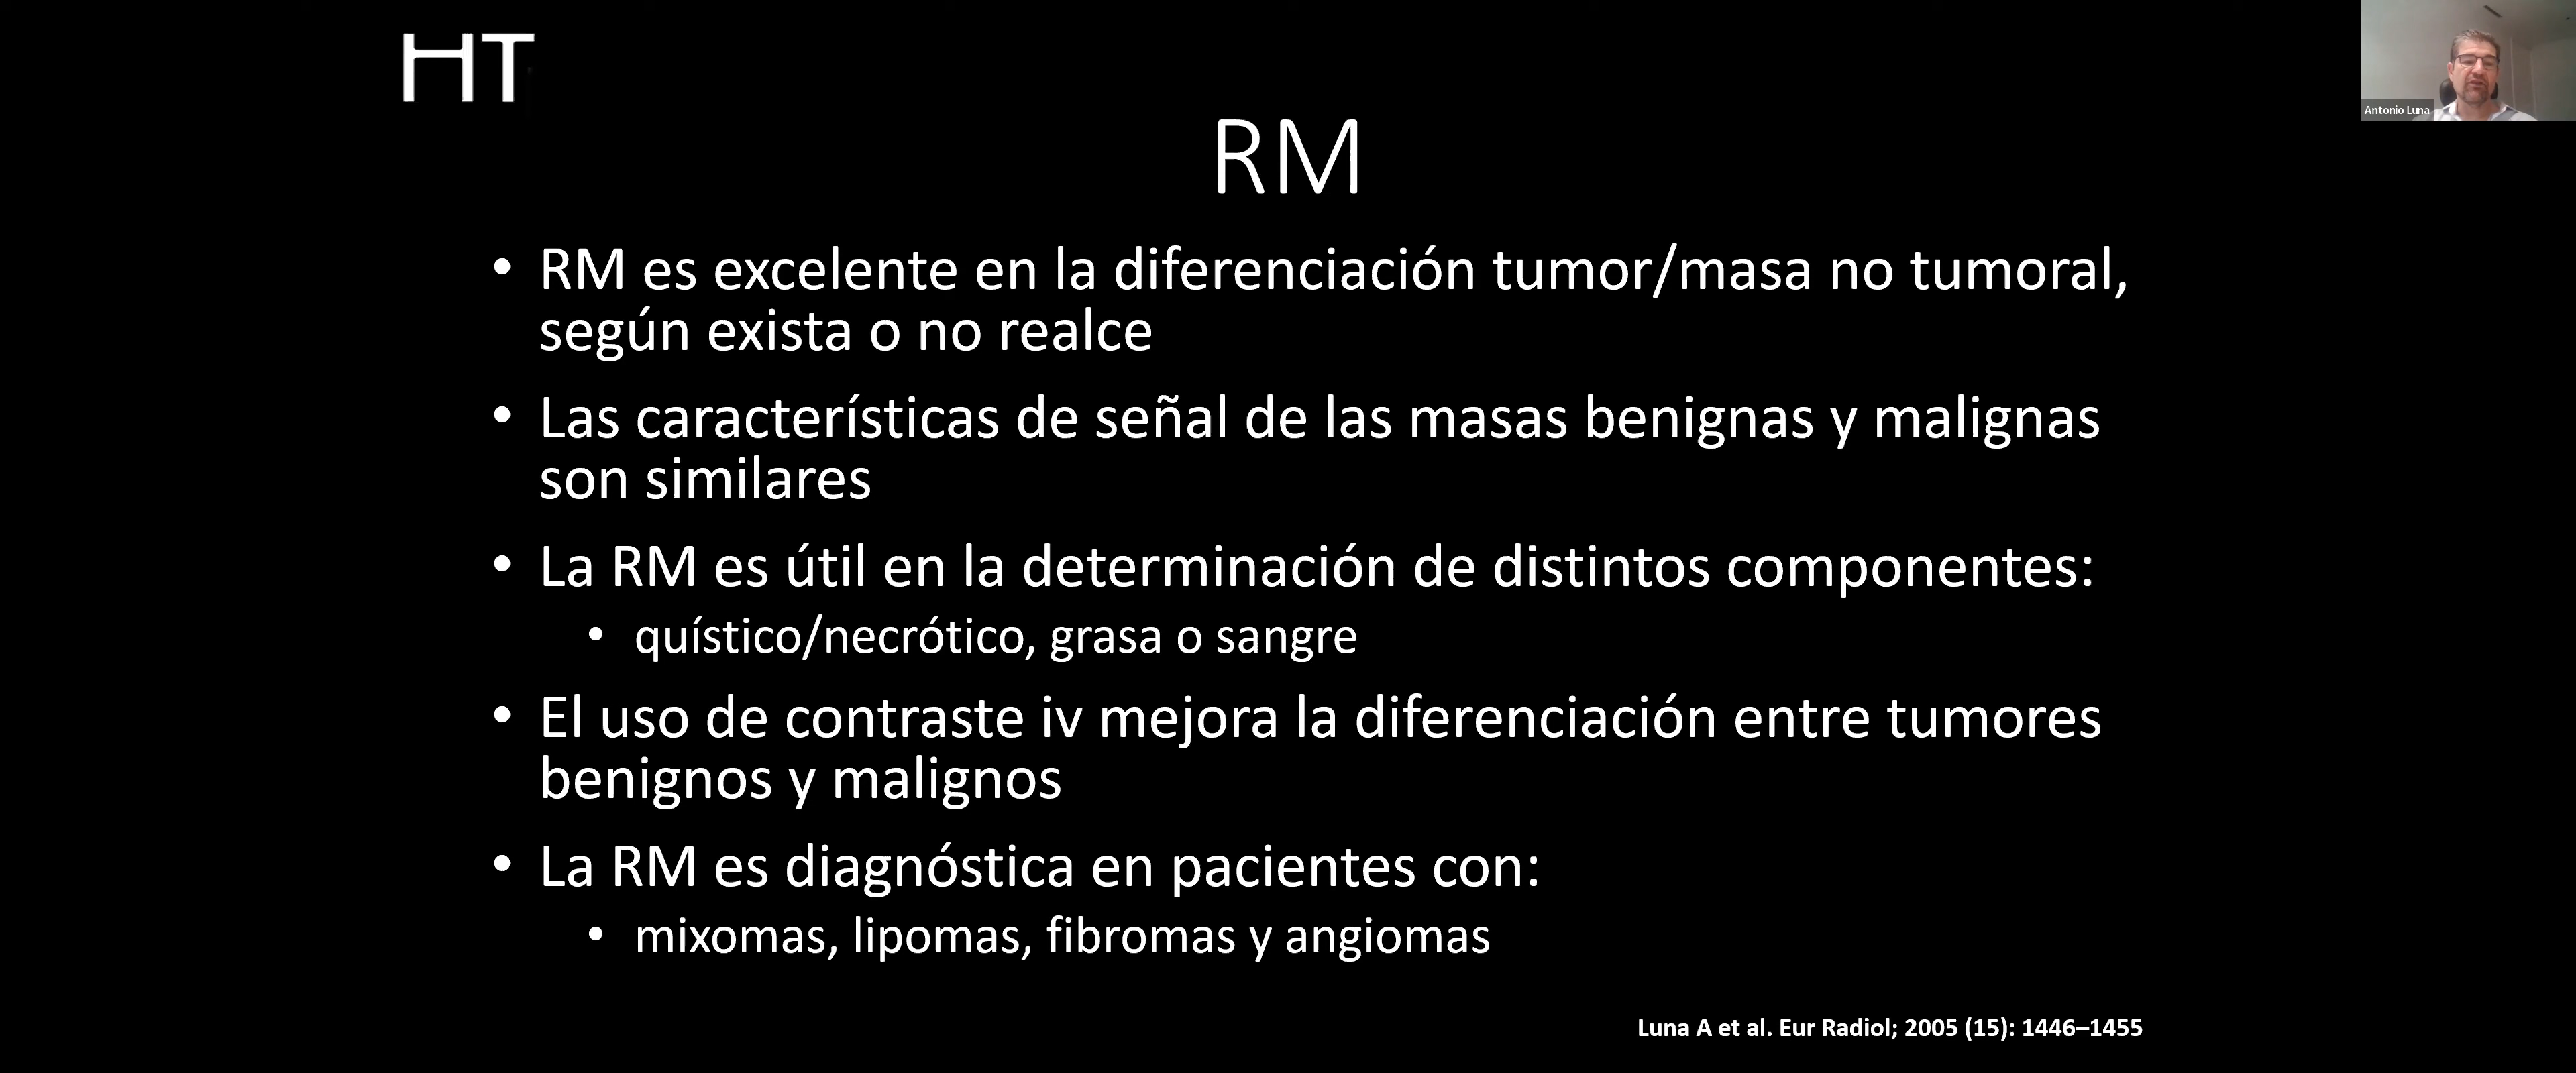 HT
Antonio Luna
RM
• RM es excelente en la diferenciación tumor/masa no tumoral,
según exista o no realce
• Las características de señal de las masas benignas y malignas
son similares
• La RM es útil en la determinación de distintos componentes:
• quístico/necrótico, grasa o sangre
• El uso de contraste iv mejora la diferenciación entre tumores
benignos y malignos
• La RM es diagnóstica en pacientes con:
• mixomas, lipomas, fibromas y angiomas
Luna A et al. Eur Radiol; 2005 (15): 1446–1455